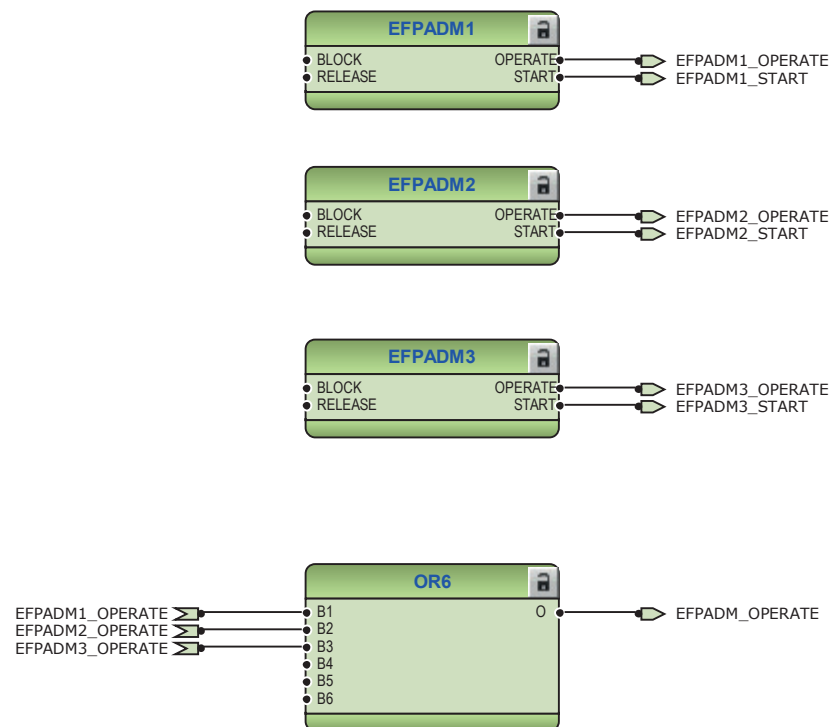 EFPADM1
BLOCK OPERATE EFPADM1_OPERATE
RELEASE START EFPADM1_START
EFPADM2
BLOCK OPERATE EFPADM2_OPERATE
RELEASE START EFPADM2_START
EFPADM3
BLOCK OPERATE EFPADM3_OPERATE
RELEASE START EFPADM3_START
OR6
EFPADM1_OPERATE B1 O EFPADM_OPERATE
EFPADM2_OPERATE B2
EFPADM3_OPERATE B3
B4
B5
B6